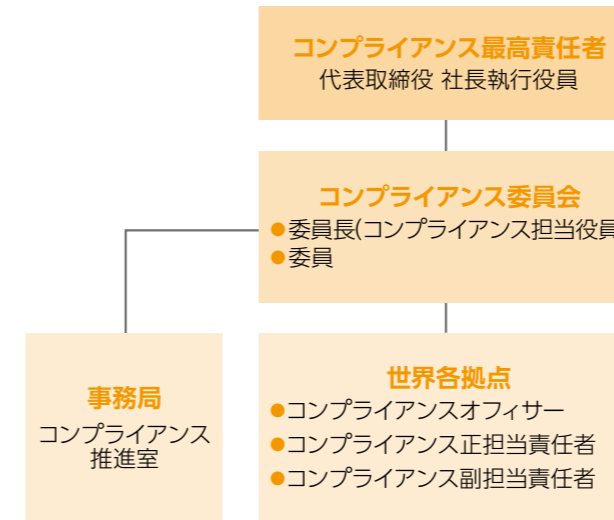 コンプライアンス最高責任者
代表取締役 社長執行役員
コンプライアンス委員会
●委員長(コンプライアンス担当役員
●委員
事務局
コンプライアンス
推進室
世界各拠点
●コンプライアンスオフィサー
●コンプライアンス正担当責任者
●コンプライアンス副担当責任者